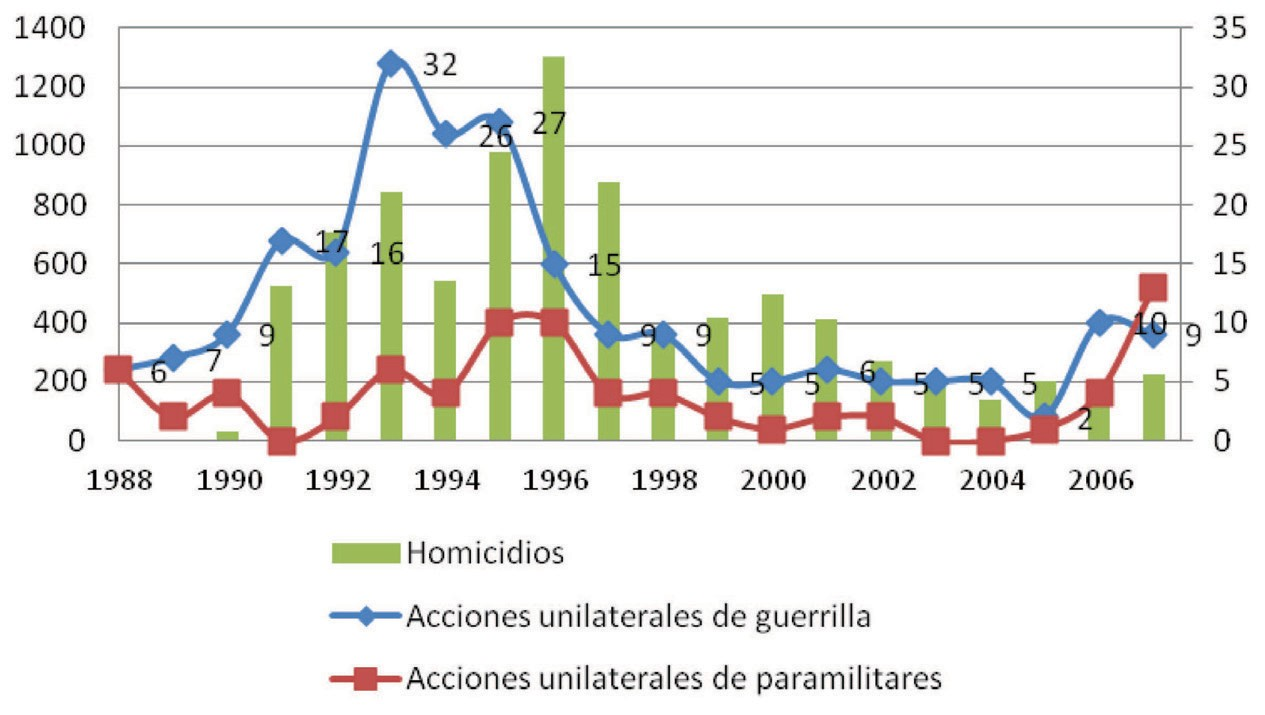 1400 35
32
1200 30
26 27
1000 25
800 20
17 16
600 15 15
400 9 9 9 10 9 10
200 6 7 5 5 6 5 5 5 5
2
0 0
1988 1990 1992 1994 1996 1998 2000 2002 2004 2006
Homicidios
Acciones unilaterales de guerrilla
Acciones unilaterales de paramilitares